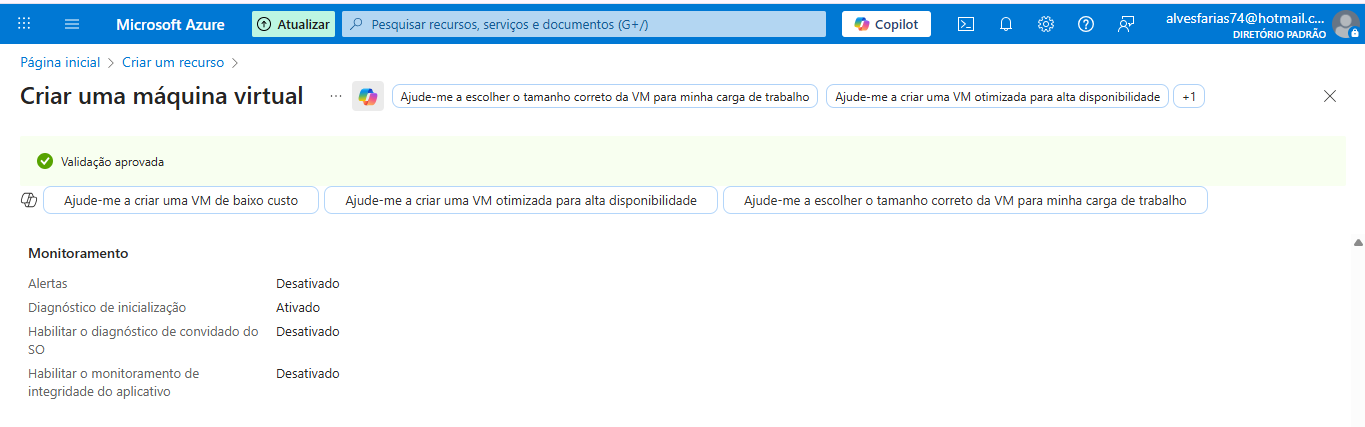 Microsoft Azure
Atualizar
Pesquisar recursos, serviços e documentos (G+/)
Copilot
alvesfarias74@hotmail.c...
DIRETÓRIO PADRÃO
Página inicial > Criar um recurso >
Criar uma máquina virtual
...
Ajude-me a escolher o tamanho correto da VM para minha carga de trabalho
Ajude-me a criar uma VM otimizada para alta disponibilidade
+1
Validação aprovada
Ajude-me a criar uma VM de baixo custo
Ajude-me a criar uma VM otimizada para alta disponibilidade
Ajude-me a escolher o tamanho correto da VM para minha carga de trabalho
Monitoramento
Alertas Desativado
Diagnóstico de inicialização Ativado
Habilitar o diagnóstico de convidado do Desativado
SO
Habilitar o monitoramento de Desativado
integridade do aplicativo